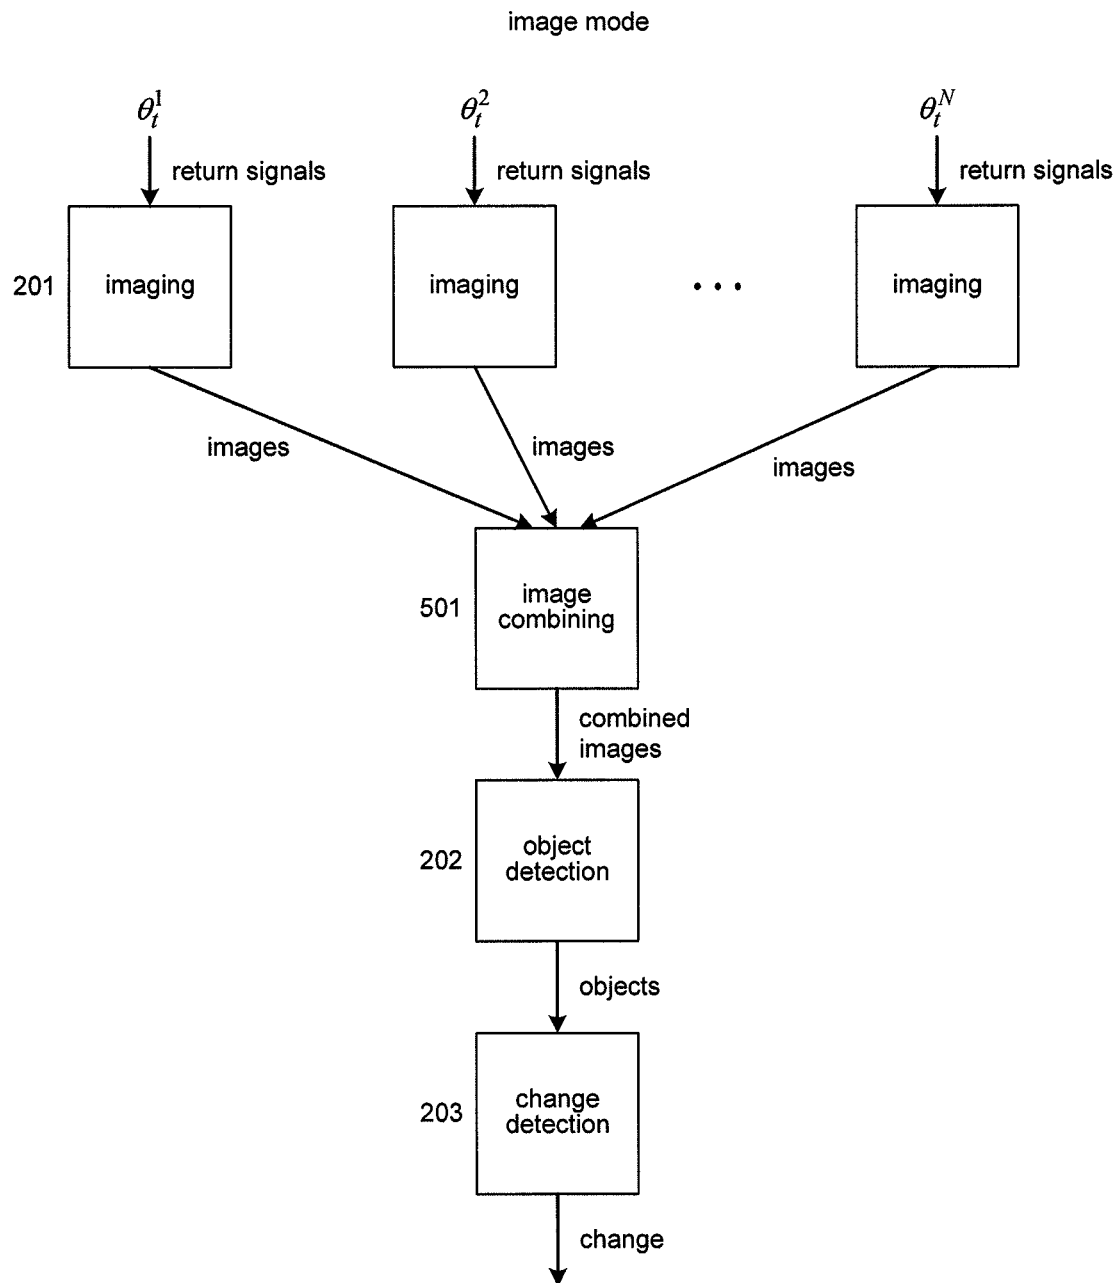 image mode
θ_t^1 θ_t^2 θ_t^N
return signals return signals return signals
201 imaging imaging . . . imaging
images images images
501 image
combining
combined
images
202 object
detection
objects
203 change
detection
change